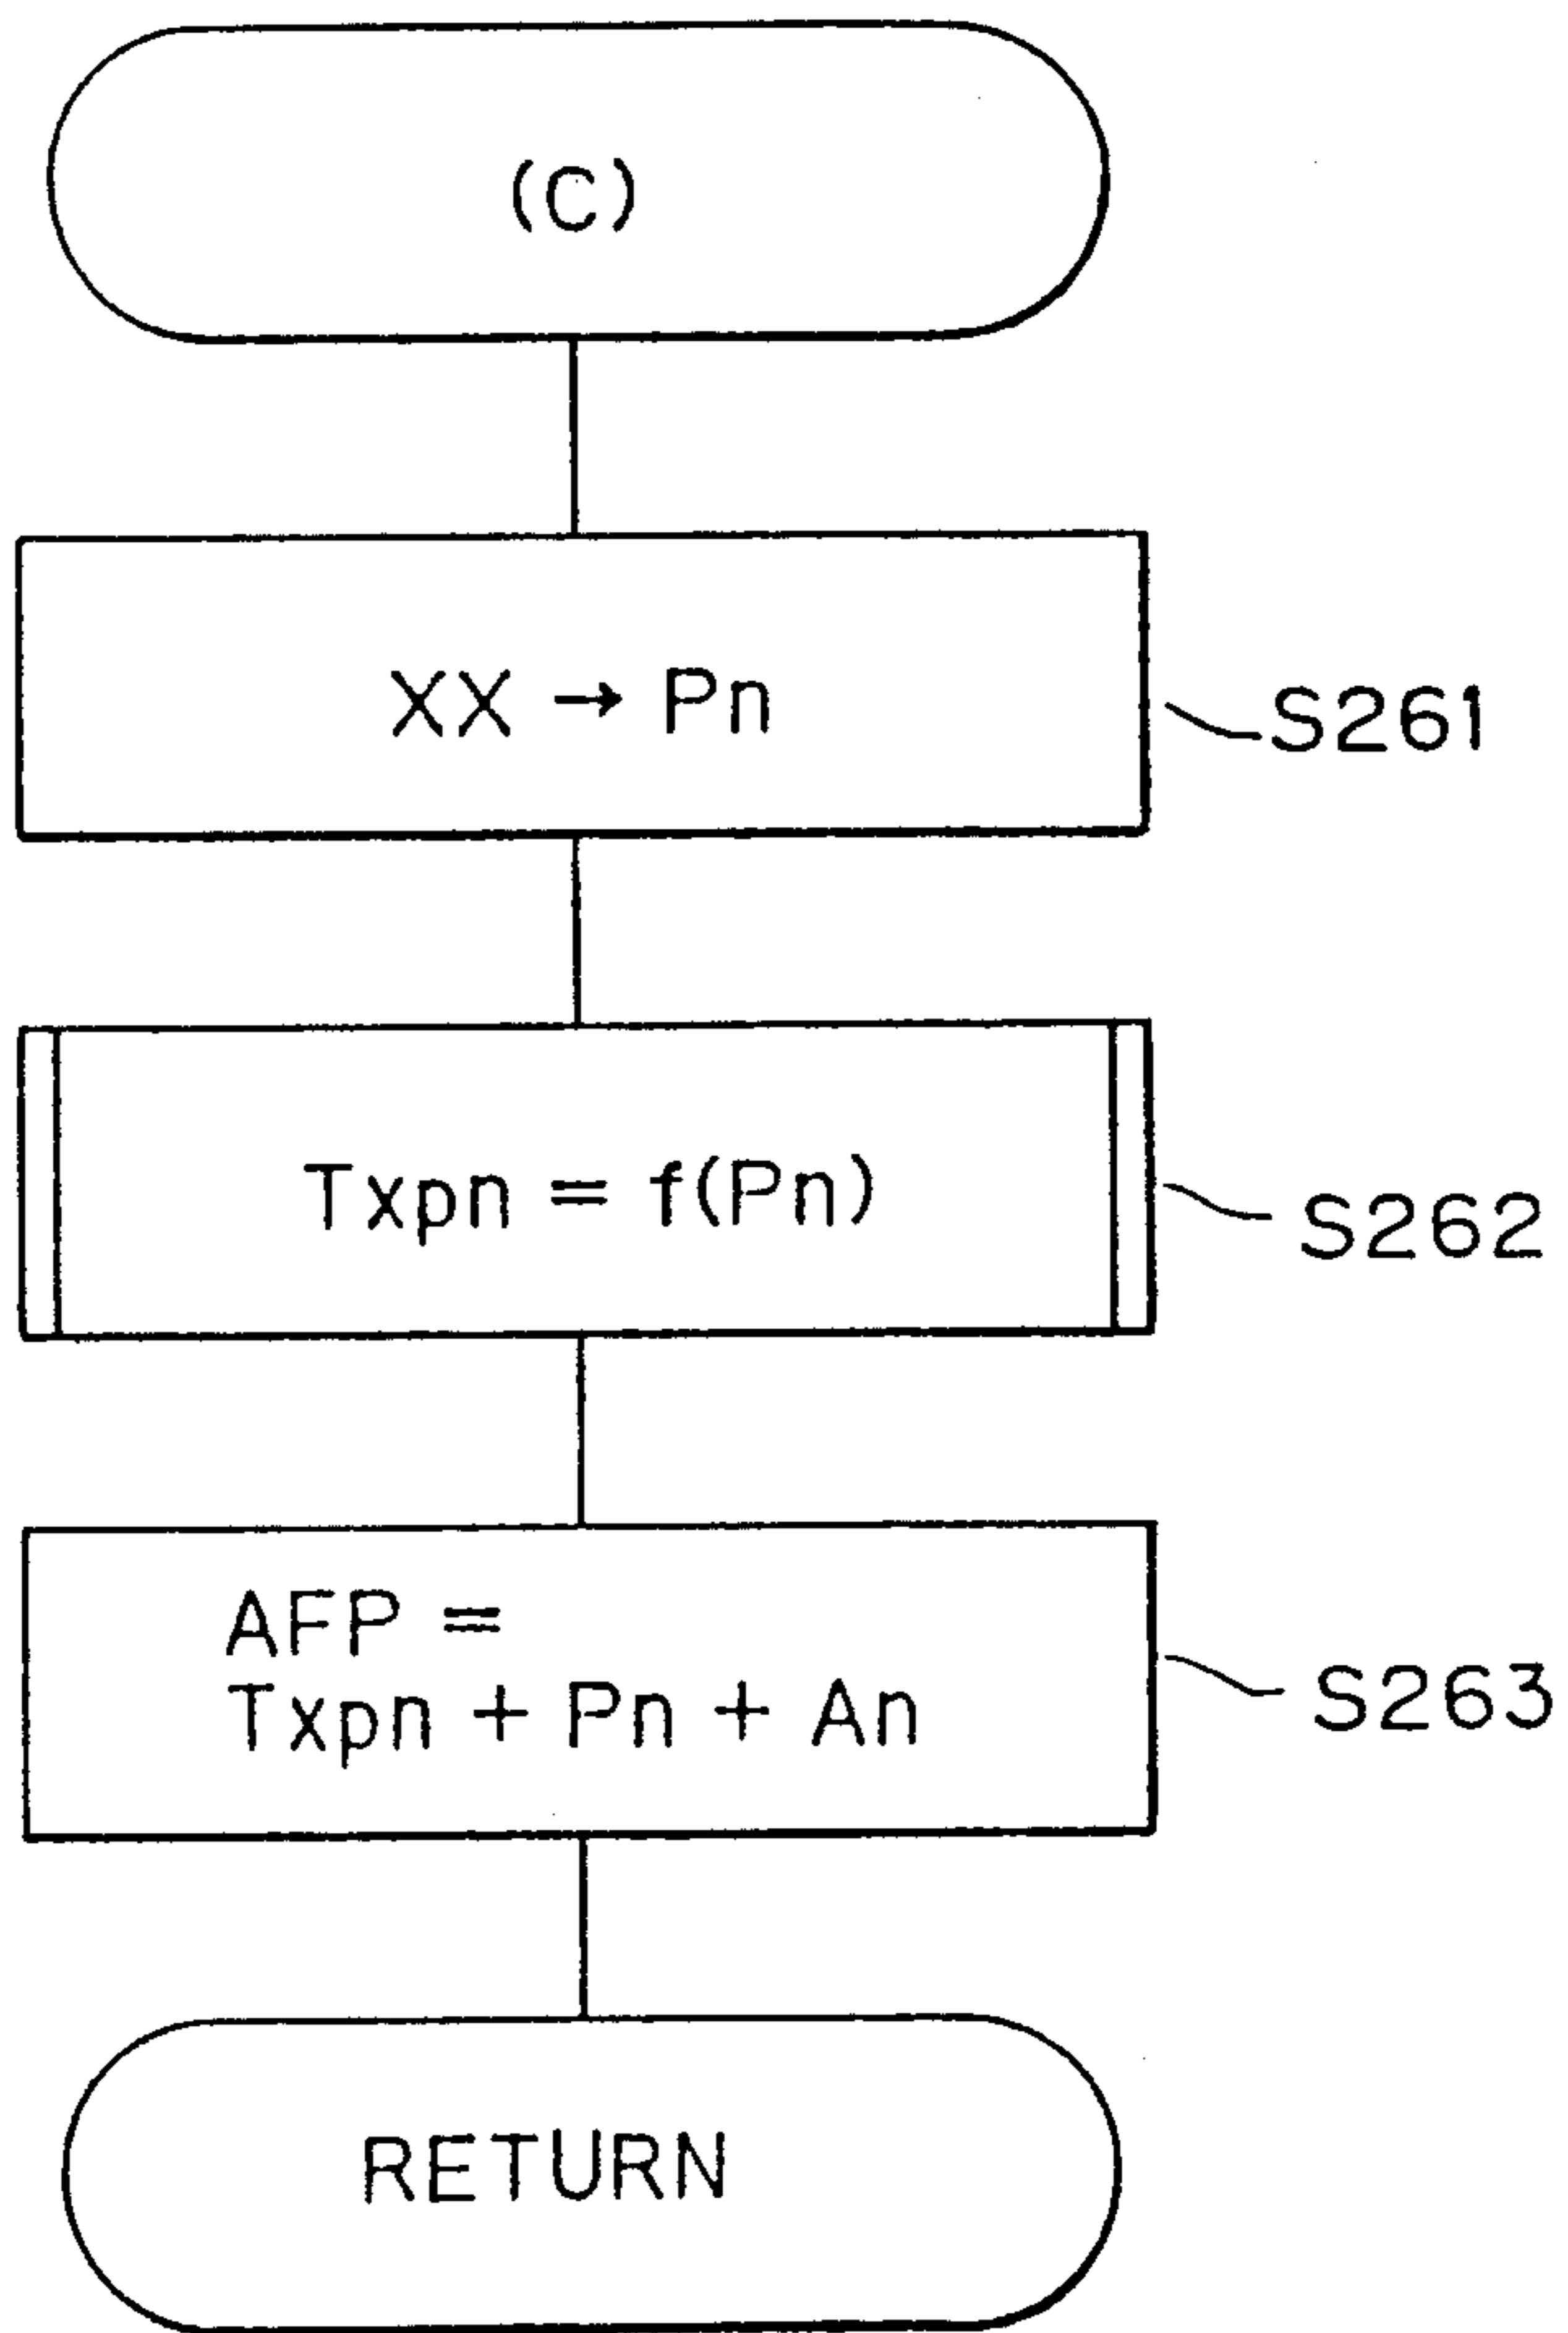 (C)
XX → Pn
S261
Txpn = f(Pn)
S262
AFP =
Txpn + Pn + An
S263
RETURN